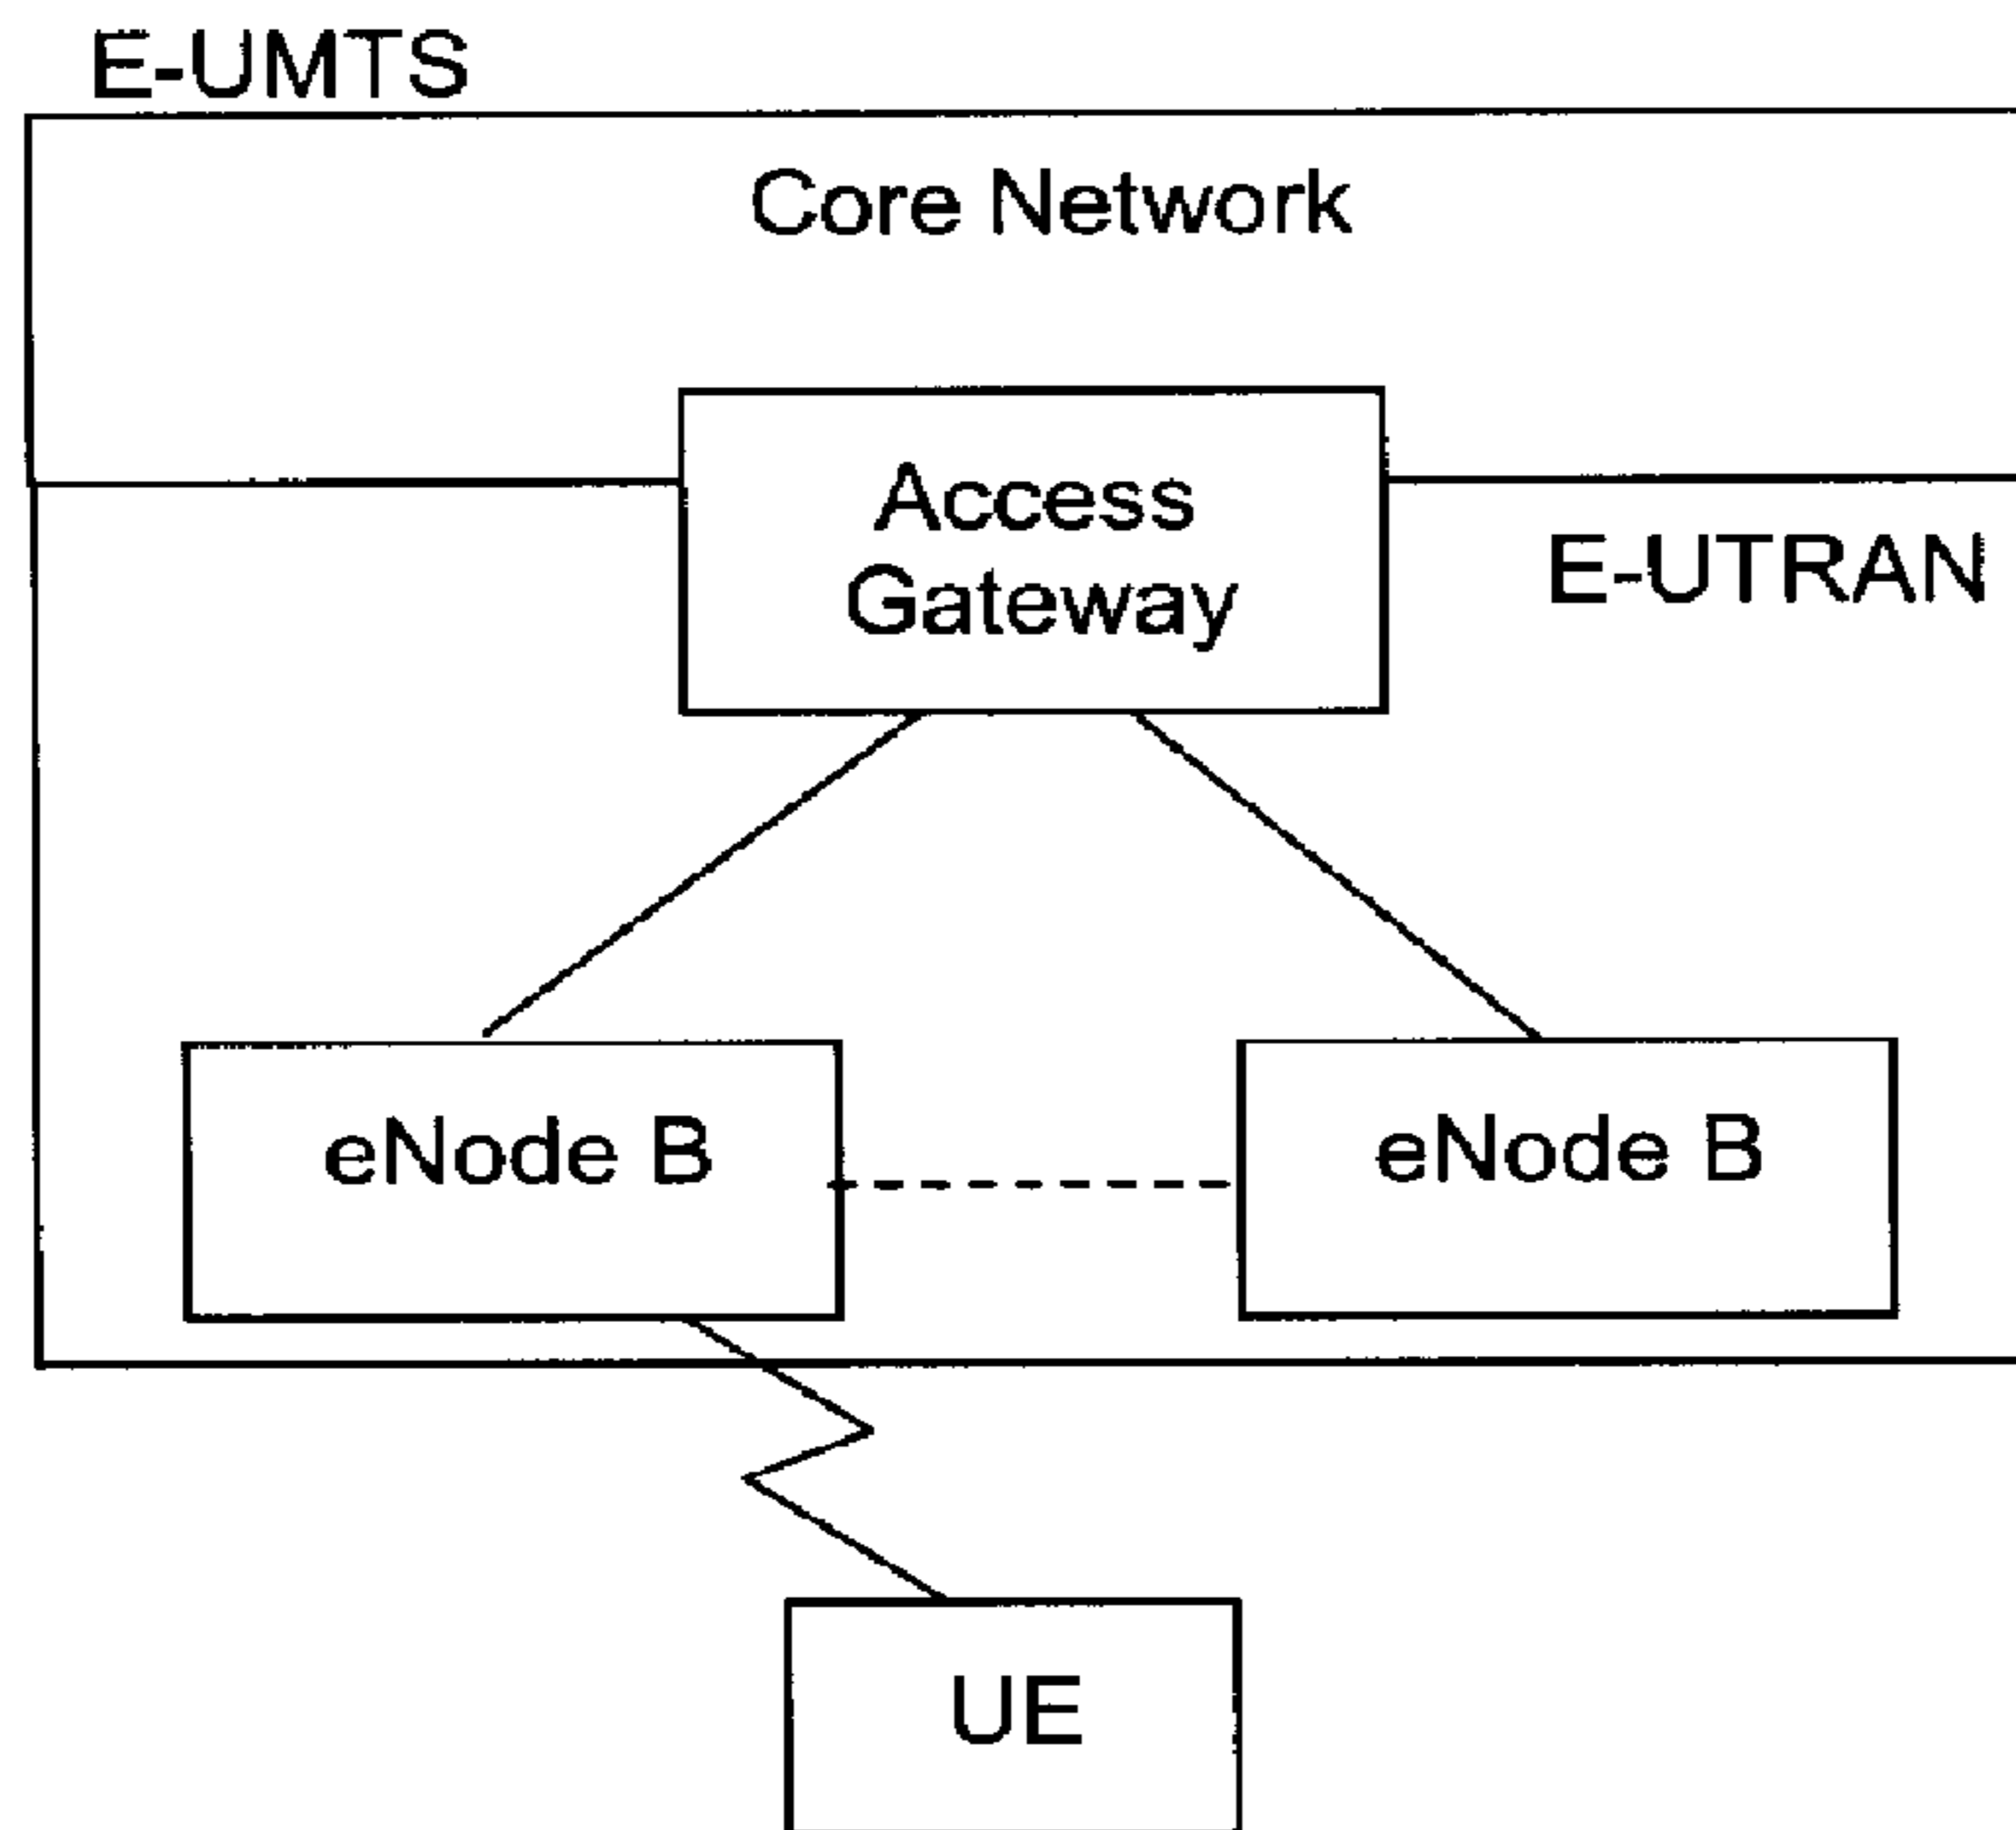 E-UMTS
Core Network
Access
Gateway
E-UTRAN
eNode B
eNode B
UE